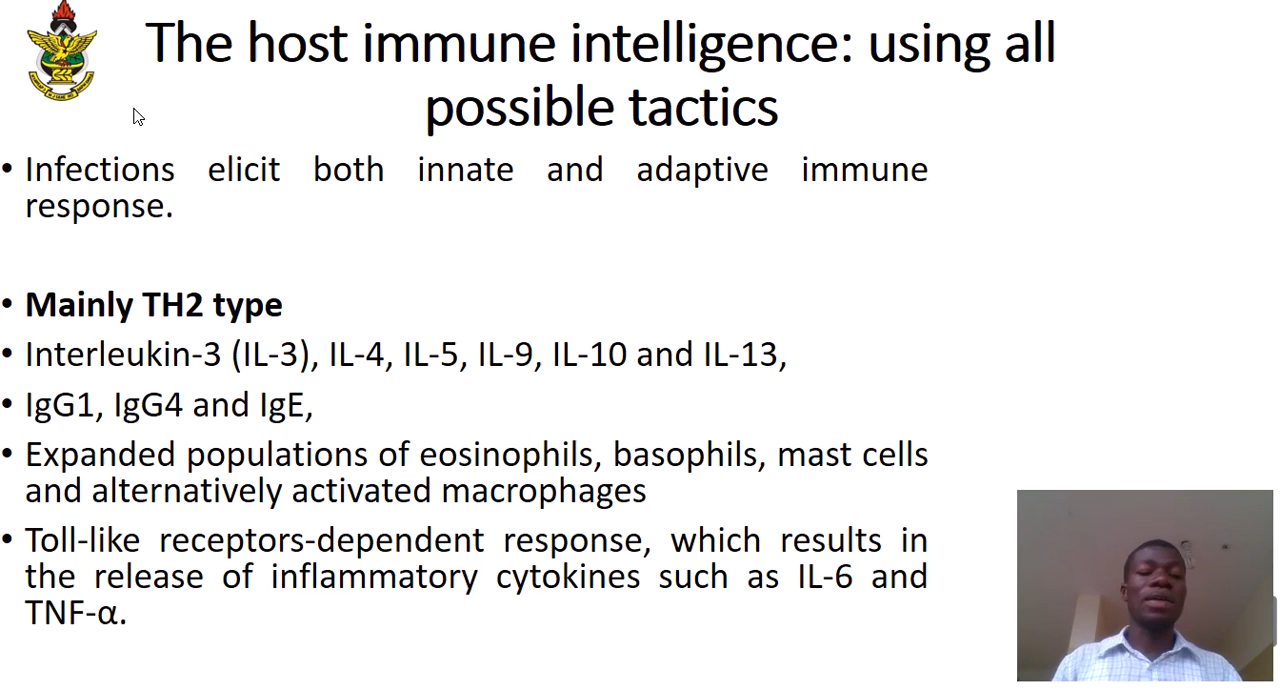 The host immune intelligence: using all
possible tactics
• Infections elicit both innate and adaptive immune
response.
• Mainly TH2 type
• Interleukin-3 (IL-3), IL-4, IL-5, IL-9, IL-10 and IL-13,
• IgG1, IgG4 and IgE,
• Expanded populations of eosinophils, basophils, mast cells
and alternatively activated macrophages
• Toll-like receptors-dependent response, which results in
the release of inflammatory cytokines such as IL-6 and
TNF-α.